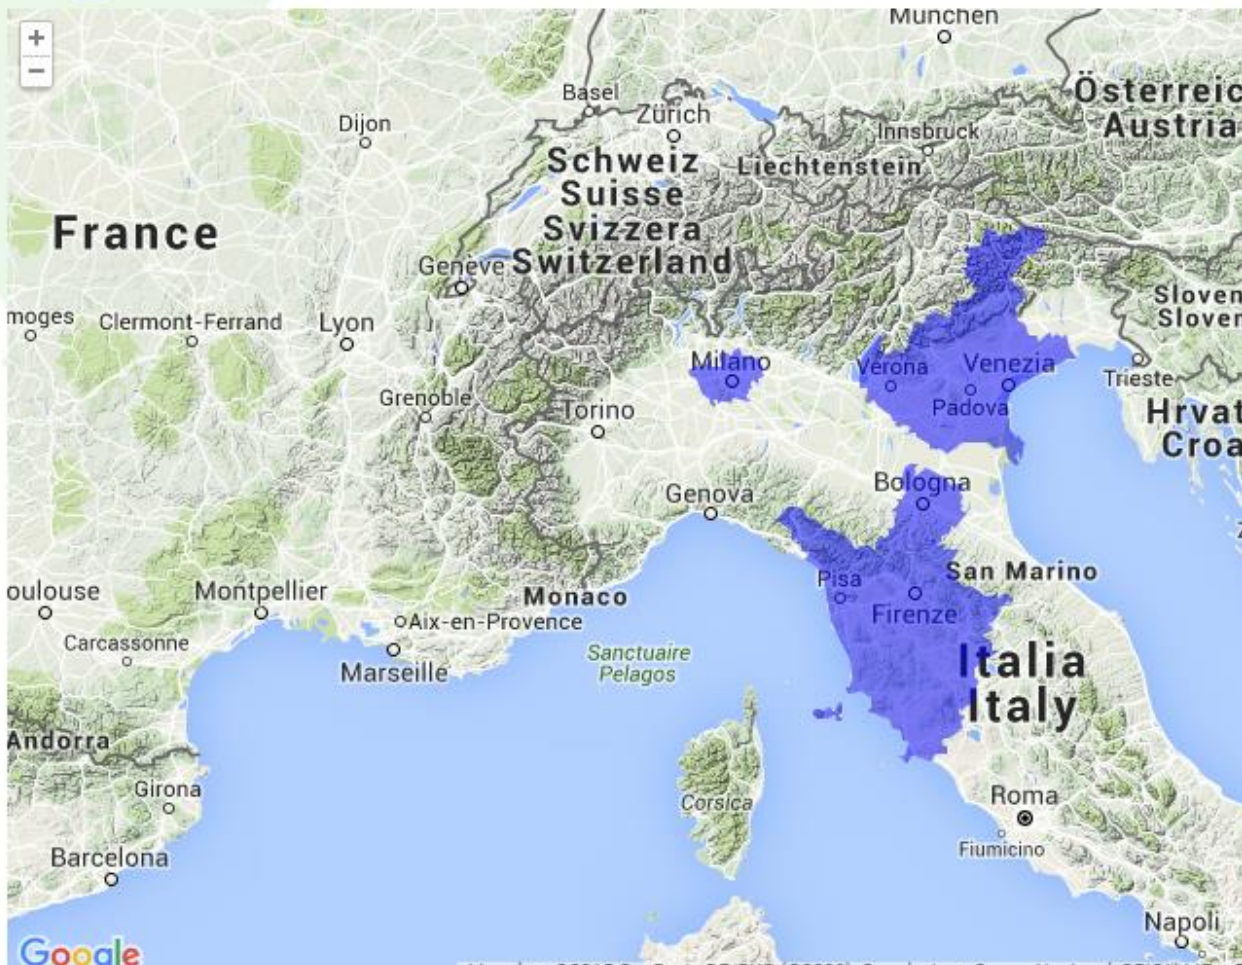 +
−
München
Österreic
Austria
Basel
Zürich
Dijon
Innsbruck
Schweiz
Suisse
Svizzera
Switzerland
Liechtenstein
France
Genève
Sloven
Sloven
moges
Clermont-Ferrand
Lyon
Milano
Verona
Venezia
Trieste
Padova
Grenoble
Torino
Hrvat
Croa
Genova
Bologna
Pisa
San Marino
Firenze
oulouse
Montpellier
Monaco
Aix-en-Provence
Carcassonne
Marseille
Sanctuaire
Pelagos
Italia
Italy
Andorra
Girona
Corsica
Roma
Fiumicino
Barcelona
Napoli
Google